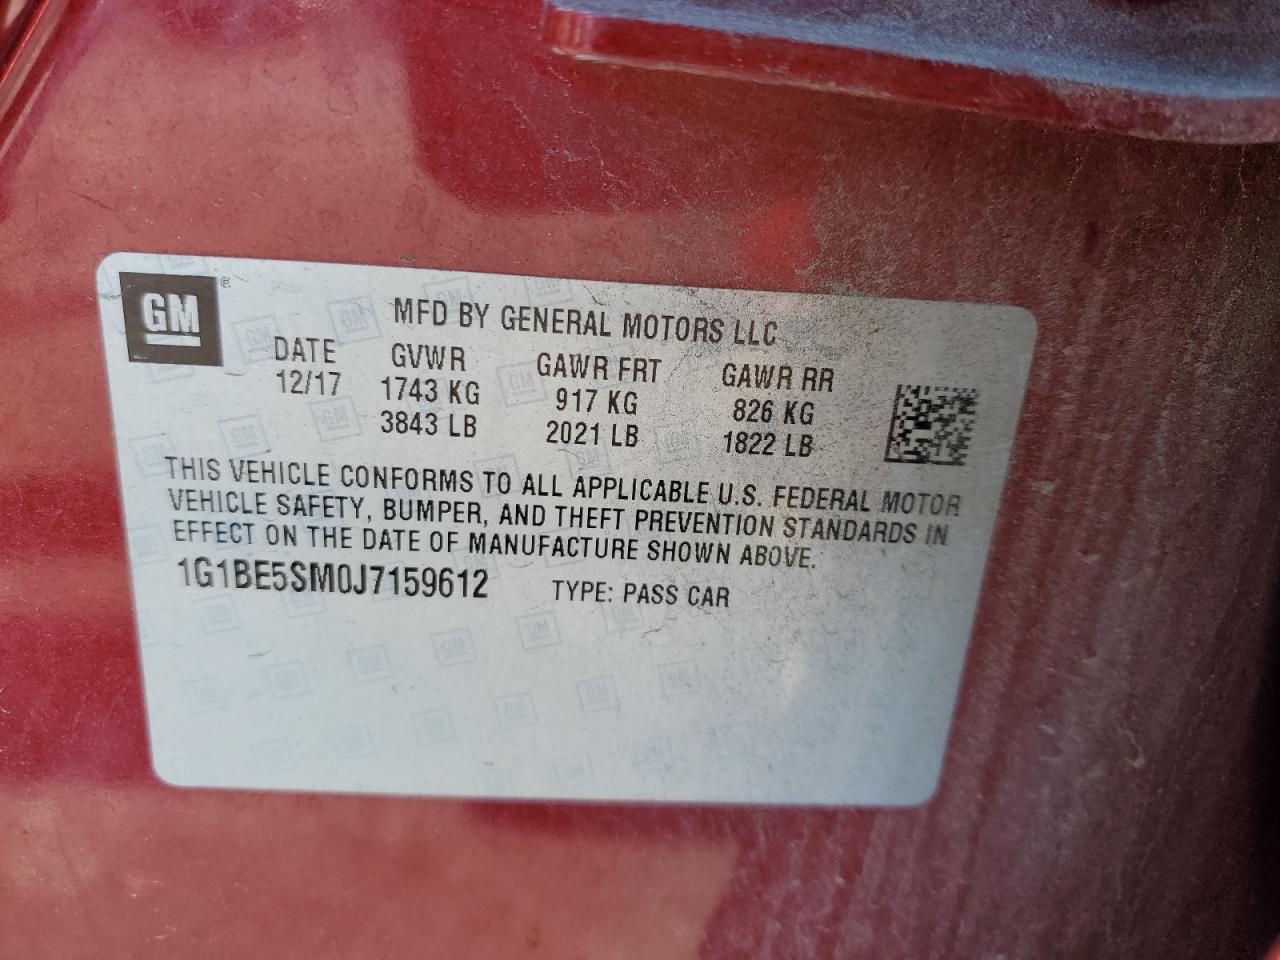 GM®
MFD BY GENERAL MOTORS LLC
DATE GVWR GAWR FRT GAWR RR
12/17 1743 KG 917 KG 826 KG
3843 LB 2021 LB 1822 LB
THIS VEHICLE CONFORMS TO ALL APPLICABLE U.S. FEDERAL MOTOR
VEHICLE SAFETY, BUMPER, AND THEFT PREVENTION STANDARDS IN
EFFECT ON THE DATE OF MANUFACTURE SHOWN ABOVE.
1G1BE5SM0J7159612 TYPE: PASS CAR